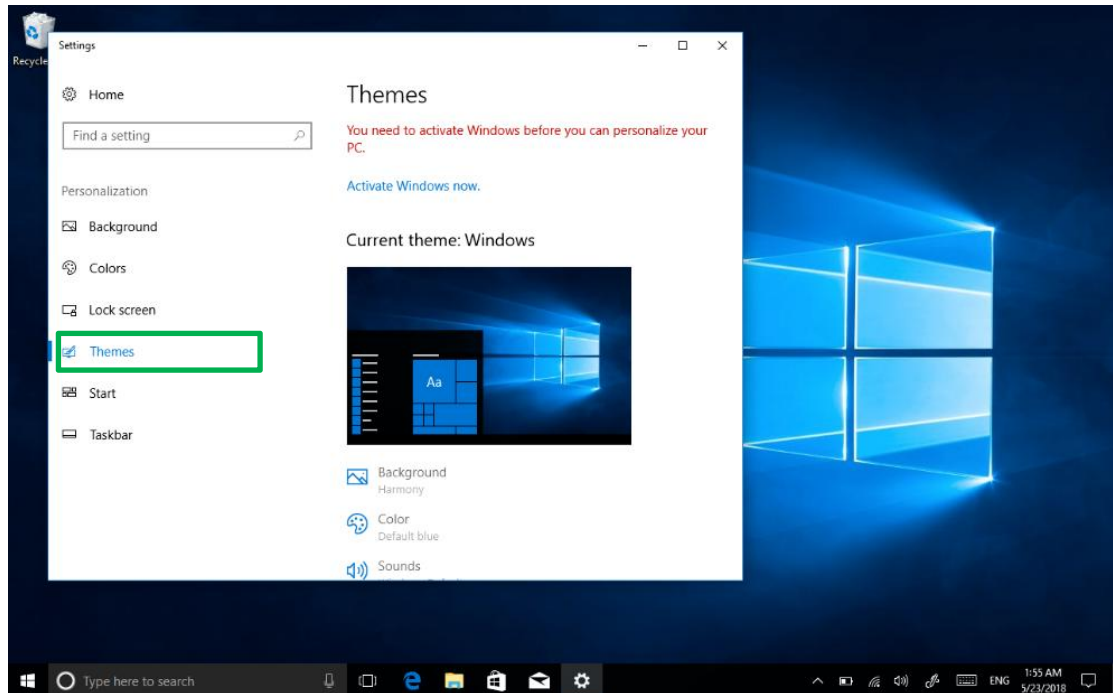 Recycle
Settings
Home
Find a setting
Personalization
Background
Colors
Lock screen
Themes
Start
Taskbar
Themes
You need to activate Windows before you can personalize your
PC.
Activate Windows now.
Current theme: Windows
Aa
Background
Harmony
Color
Default blue
Sounds
Type here to search
ENG
1:55 AM
5/23/2018